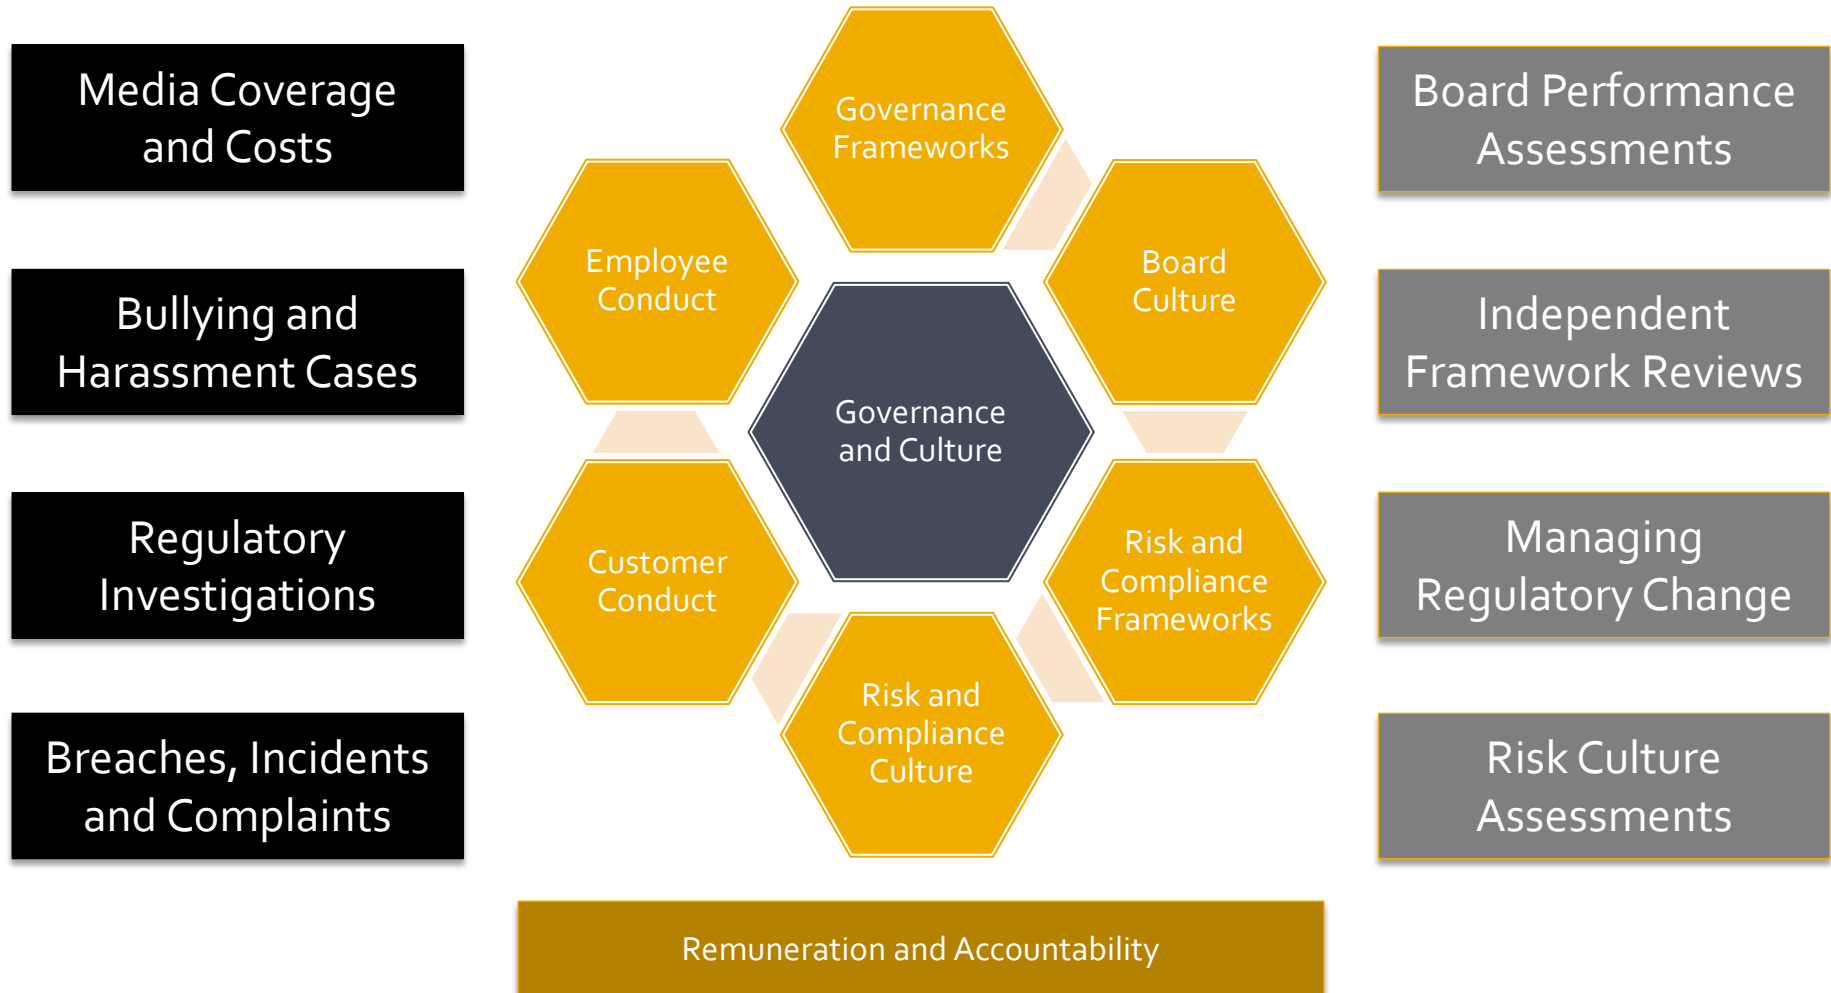 Media Coverage
and Costs
Bullying and
Harassment Cases
Regulatory
Investigations
Breaches, Incidents
and Complaints
Governance
Frameworks
Employee
Conduct
Board
Culture
Governance
and Culture
Customer
Conduct
Risk and
Compliance
Frameworks
Risk and
Compliance
Culture
Board Performance
Assessments
Independent
Framework Reviews
Managing
Regulatory Change
Risk Culture
Assessments
Remuneration and Accountability